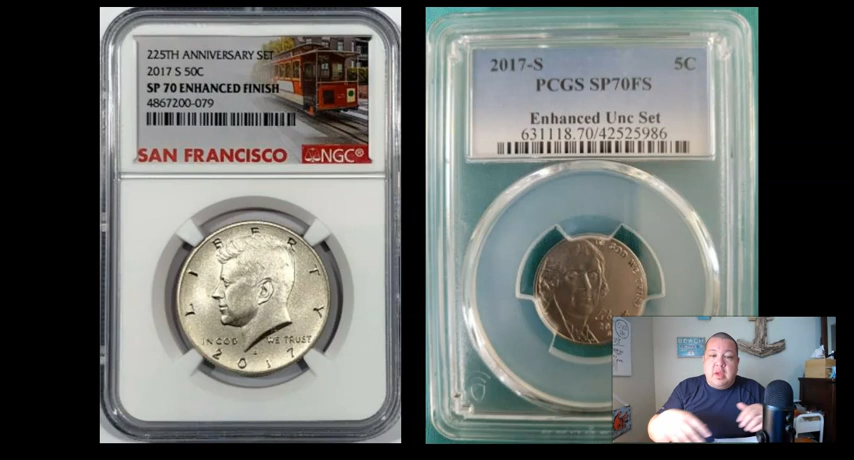 225TH ANNIVERSARY SET
2017 S 50C
SP 70 ENHANCED FINISH
4867200-079
SAN FRANCISCO NGC®
LIBERTY
IN GOD WE TRUST
2017
2017-S 5C
PCGS SP70FS
Enhanced Unc Set
631118.70/42525986
BEACH